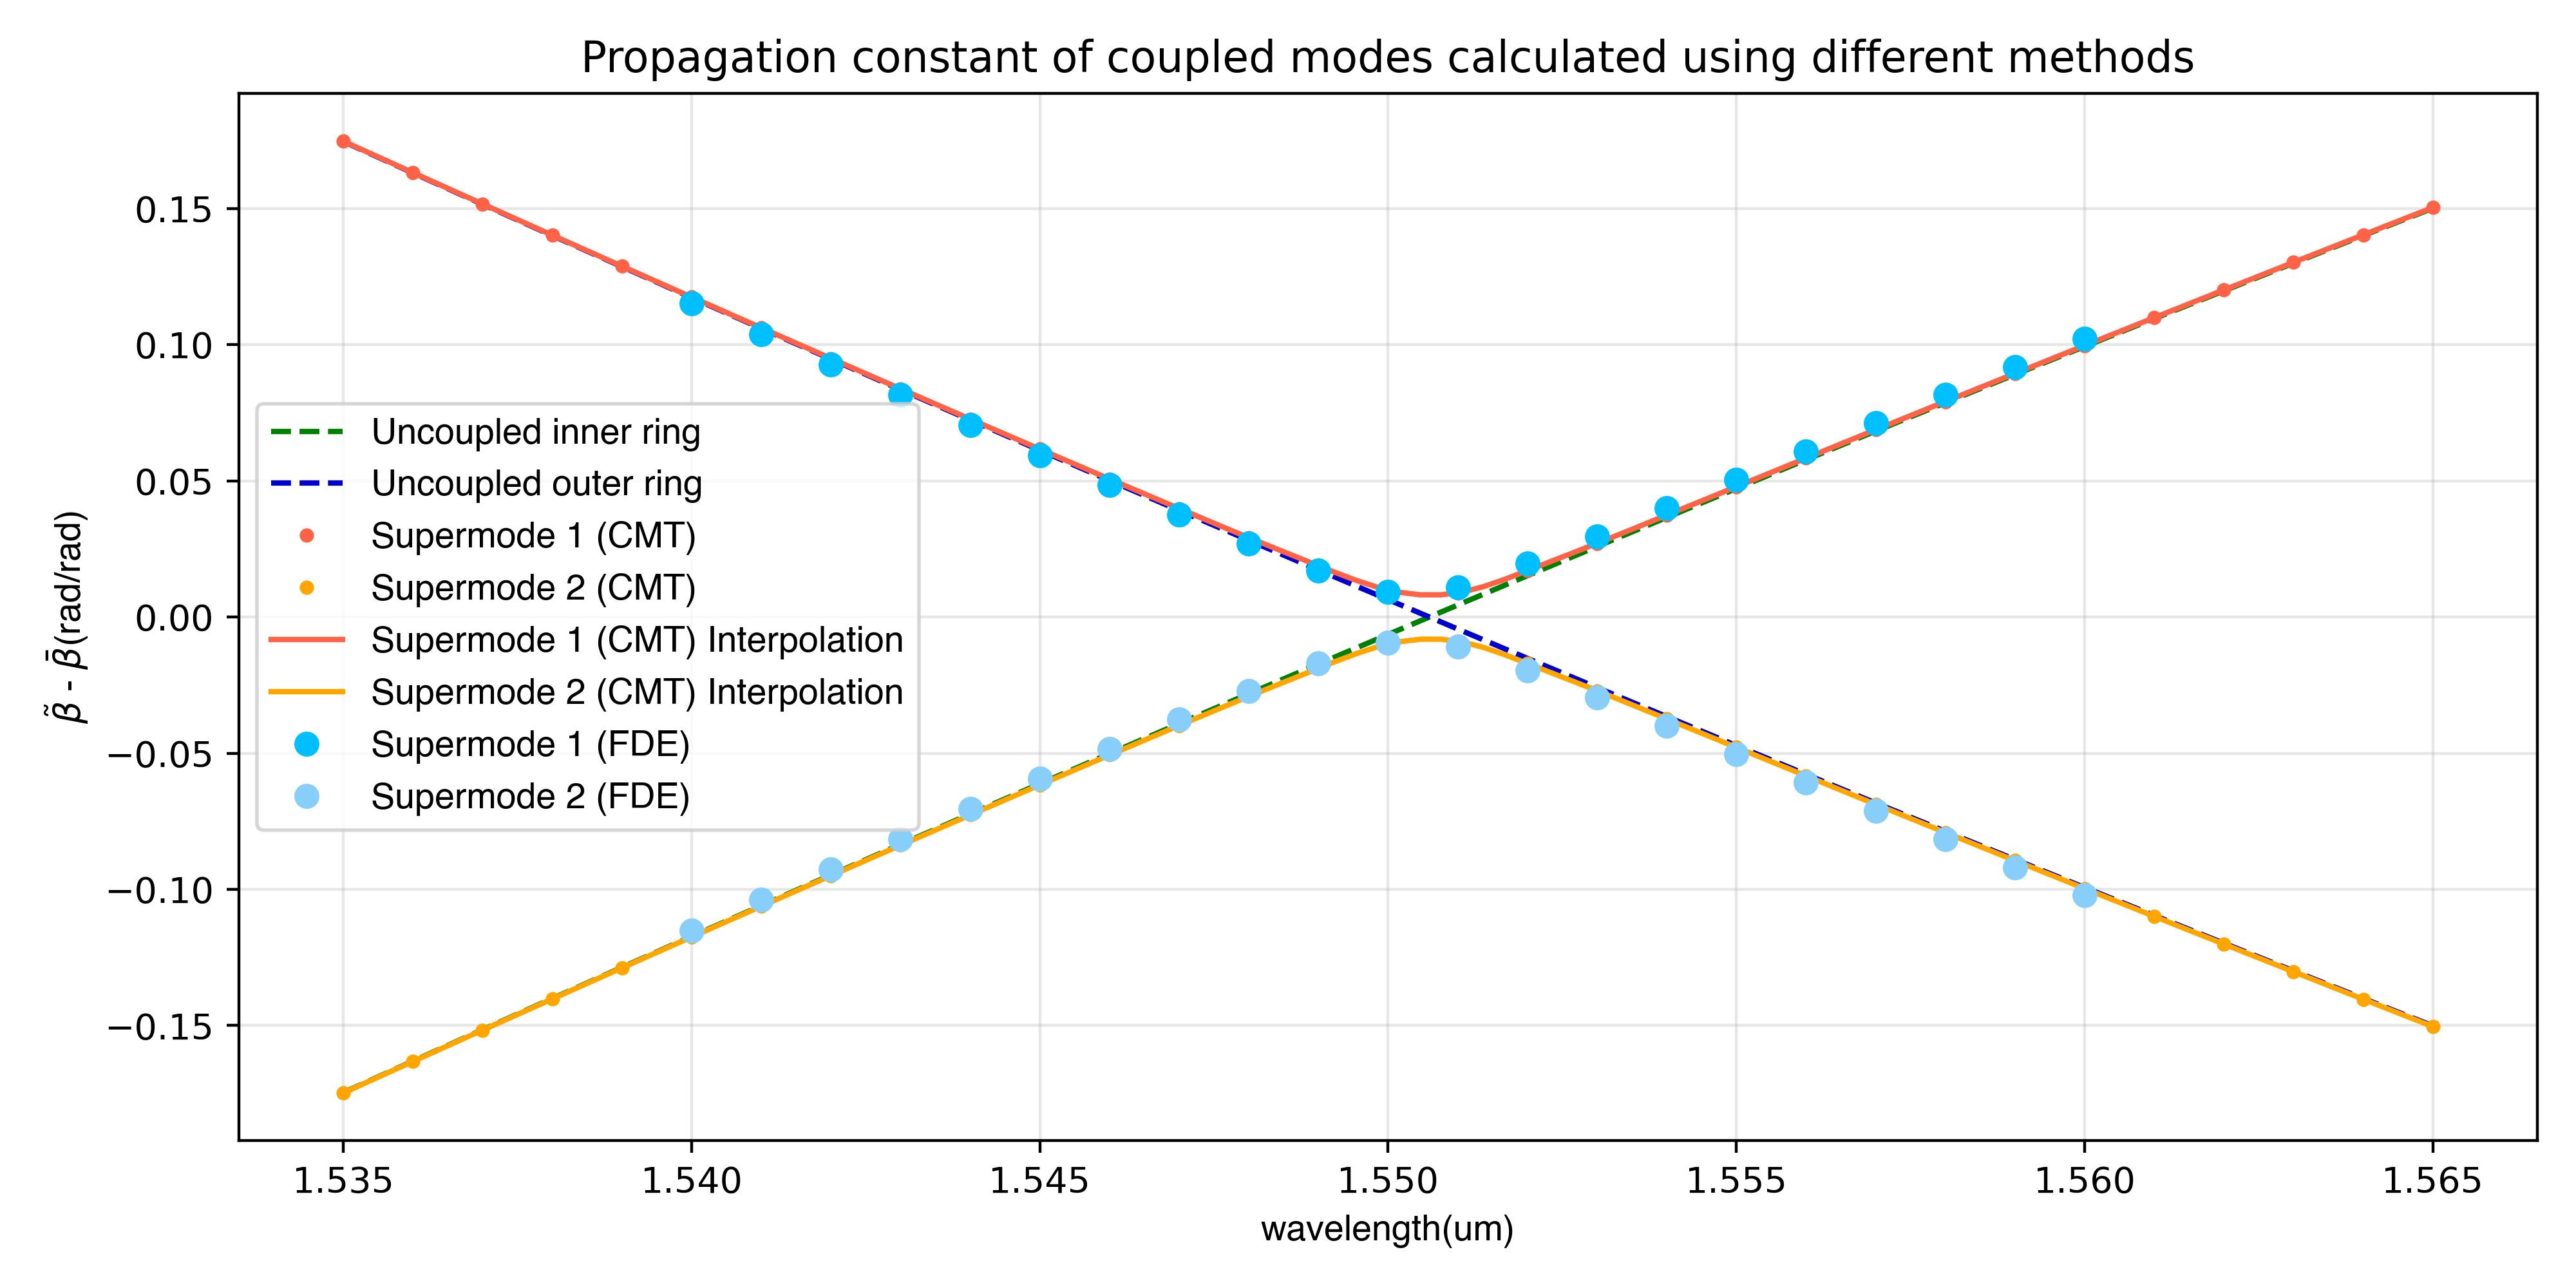 Propagation constant of coupled modes calculated using different methods
0.15
0.10
0.05
0.00
−0.05
−0.10
−0.15
β̃ - β̄(rad/rad)
Uncoupled inner ring
Uncoupled outer ring
Supermode 1 (CMT)
Supermode 2 (CMT)
Supermode 1 (CMT) Interpolation
Supermode 2 (CMT) Interpolation
Supermode 1 (FDE)
Supermode 2 (FDE)
1.535 1.540 1.545 1.550 1.555 1.560 1.565
wavelength(um)